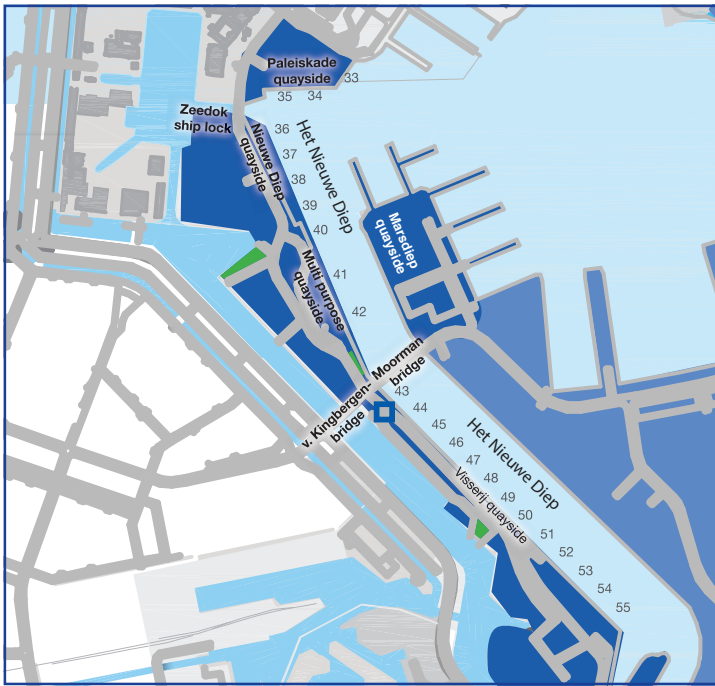 Paleiskade
quayside
33
35
34
Zeedok
ship lock
36
Nieuwe Diep
quayside
Het Nieuwe Diep
37
38
39
40
Marsdiep
quayside
Multi purpose
quayside
41
42
Moorman
bridge
v. Kingbergen-
bridge
43
44
45
46
47
48
49
50
51
52
53
54
55
Het Nieuwe Diep
Visserij quayside